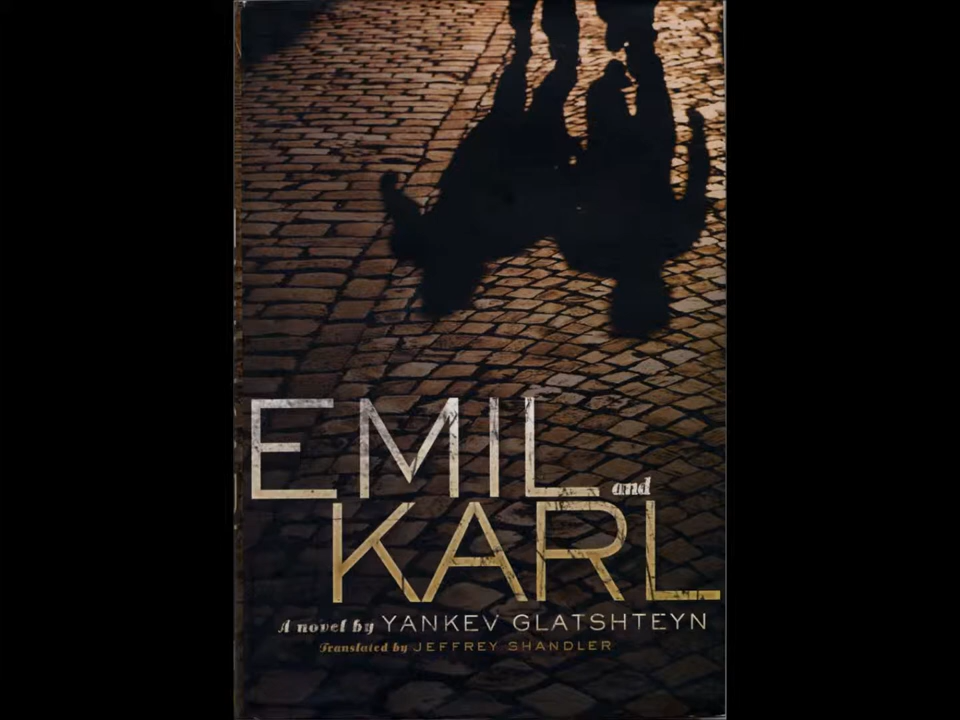 EMIL and
KARL
A novel by YANKEV GLATSHTEYN
Translated by JEFFREY SHANDLER